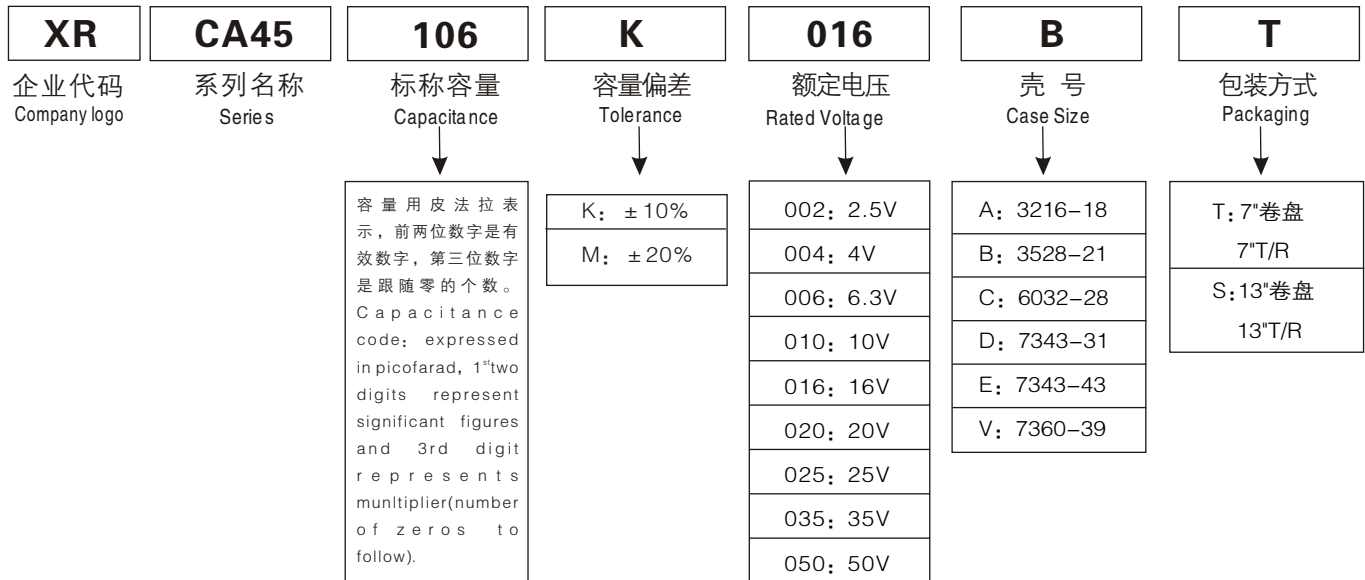 XR CA45 106 K 016 B T
企业代码 系列名称 标称容量 容量偏差 额定电压 壳 号 包装方式
Company logo Series Capacitance Tolerance Rated Voltage Case Size Packaging
容量用皮法拉表
示，前两位数字是有
效数字，第三位数字
是跟随零的个数。
Capacitance
code: expressed
in picofarad, 1st two
digits represent
significant figures
and 3rd digit
represents
munltiplier(number
of zeros to
follow).
K: ±10%
M: ±20%
002: 2.5V
004: 4V
006: 6.3V
010: 10V
016: 16V
020: 20V
025: 25V
035: 35V
050: 50V
A: 3216-18
B: 3528-21
C: 6032-28
D: 7343-31
E: 7343-43
V: 7360-39
T: 7"卷盘
7"T/R
S:13"卷盘
13"T/R